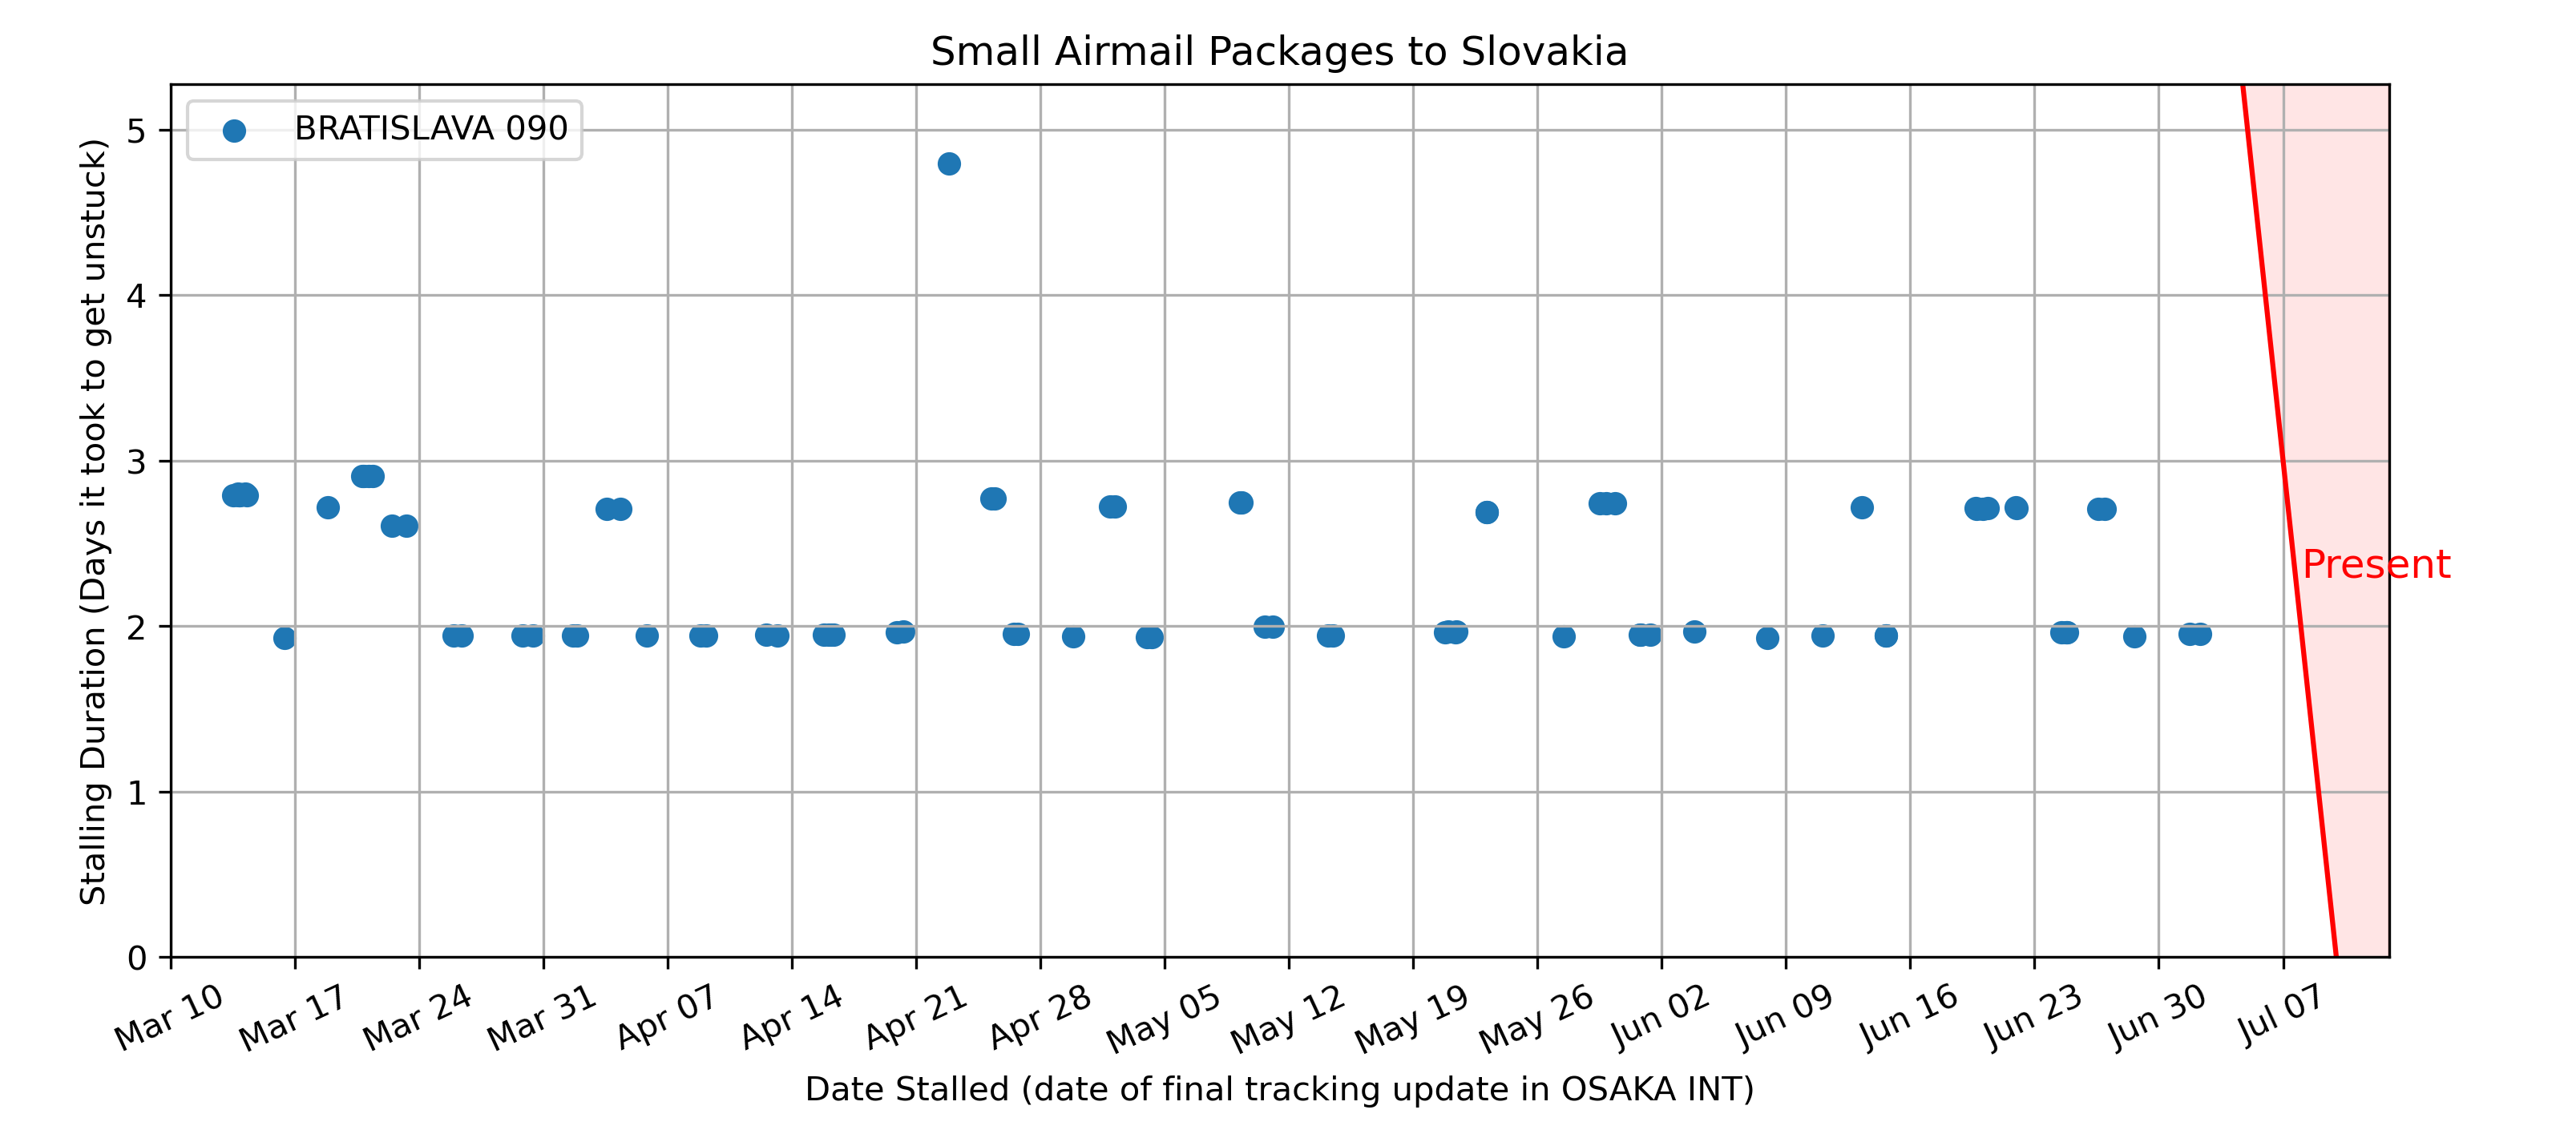 Small Airmail Packages to Slovakia
BRATISLAVA 090
Stalling Duration (Days it took to get unstuck)
5
4
3
2
1
0
Present
Mar 10
Mar 17
Mar 24
Mar 31
Apr 07
Apr 14
Apr 21
Apr 28
May 05
May 12
May 19
May 26
Jun 02
Jun 09
Jun 16
Jun 23
Jun 30
Jul 07
Date Stalled (date of final tracking update in OSAKA INT)